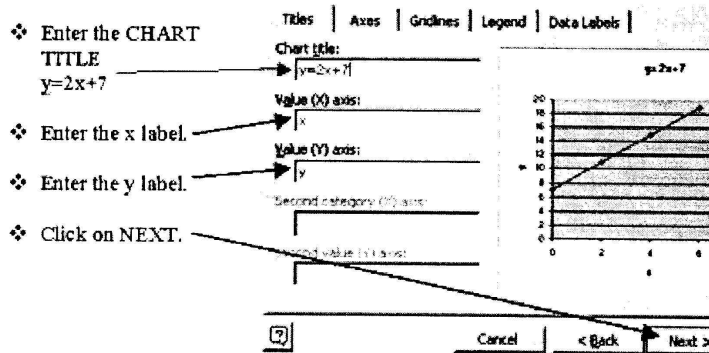 ❖ Enter the CHART
TITLE
y=2x+7
❖ Enter the x label.
❖ Enter the y label.
❖ Click on NEXT.
Titles Axes Gridlines Legend Data Labels
Chart title:
y=2x+7
Value (X) axis:
x
Value (Y) axis:
y
Second category (X) axis:
Second value (Y) axis:
y=2x+7
20
18
16
14
12
10
8
6
4
2
0
y
0 2 4 6
x
? Cancel < Back Next >